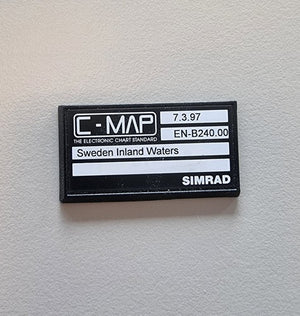 C-MAP
THE ELECTRONIC CHART STANDARD
7.3.97
EN-B240.00
Sweden Inland Waters
SIMRAD